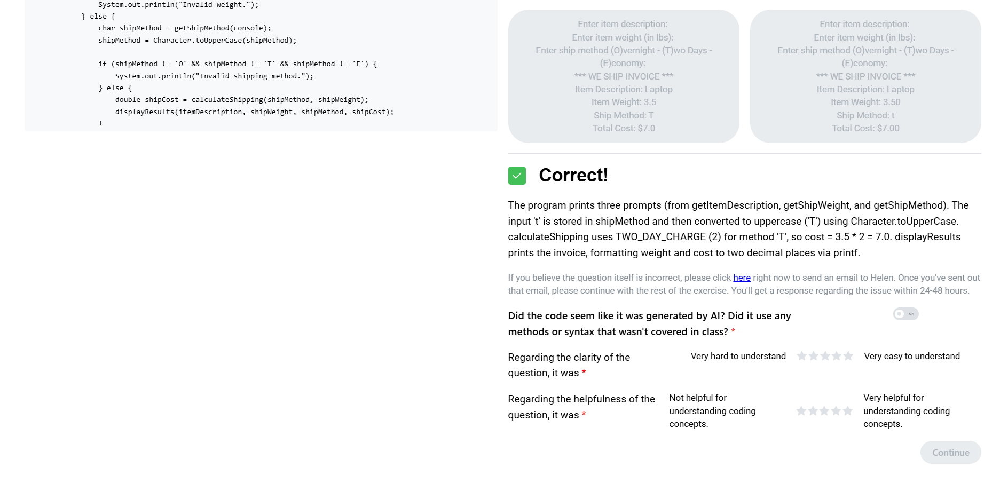 System.out.println("Invalid weight.");
} else {
char shipMethod = getShipMethod(console);
shipMethod = Character.toUpperCase(shipMethod);
if (shipMethod != 'O' && shipMethod != 'T' && shipMethod != 'E') {
System.out.println("Invalid shipping method.");
} else {
double shipCost = calculateShipping(shipMethod, shipWeight);
displayResults(itemDescription, shipWeight, shipMethod, shipCost);
}
Enter item description:
Enter item weight (in lbs):
Enter ship method (O)vernight - (T)wo Days -
(E)conomy:
*** WE SHIP INVOICE ***
Item Description: Laptop
Item Weight: 3.5
Ship Method: T
Total Cost: $7.0
Enter item description:
Enter item weight (in lbs):
Enter ship method (O)vernight - (T)wo Days -
(E)conomy:
*** WE SHIP INVOICE ***
Item Description: Laptop
Item Weight: 3.50
Ship Method: t
Total Cost: $7.00
Correct!
The program prints three prompts (from getItemDescription, getShipWeight, and getShipMethod). The
input 't' is stored in shipMethod and then converted to uppercase ('T') using Character.toUpperCase.
calculateShipping uses TWO_DAY_CHARGE (2) for method 'T', so cost = 3.5 * 2 = 7.0. displayResults
prints the invoice, formatting weight and cost to two decimal places via printf.
If you believe the question itself is incorrect, please click here right now to send an email to Helen. Once you've sent out
that email, please continue with the rest of the exercise. You'll get a response regarding the issue within 24-48 hours.
Did the code seem like it was generated by AI? Did it use any
methods or syntax that wasn't covered in class? *
No
Regarding the clarity of the
question, it was *
Very hard to understand
Very easy to understand
Regarding the helpfulness of the
question, it was *
Not helpful for
understanding coding
concepts.
Very helpful for
understanding coding
concepts.
Continue